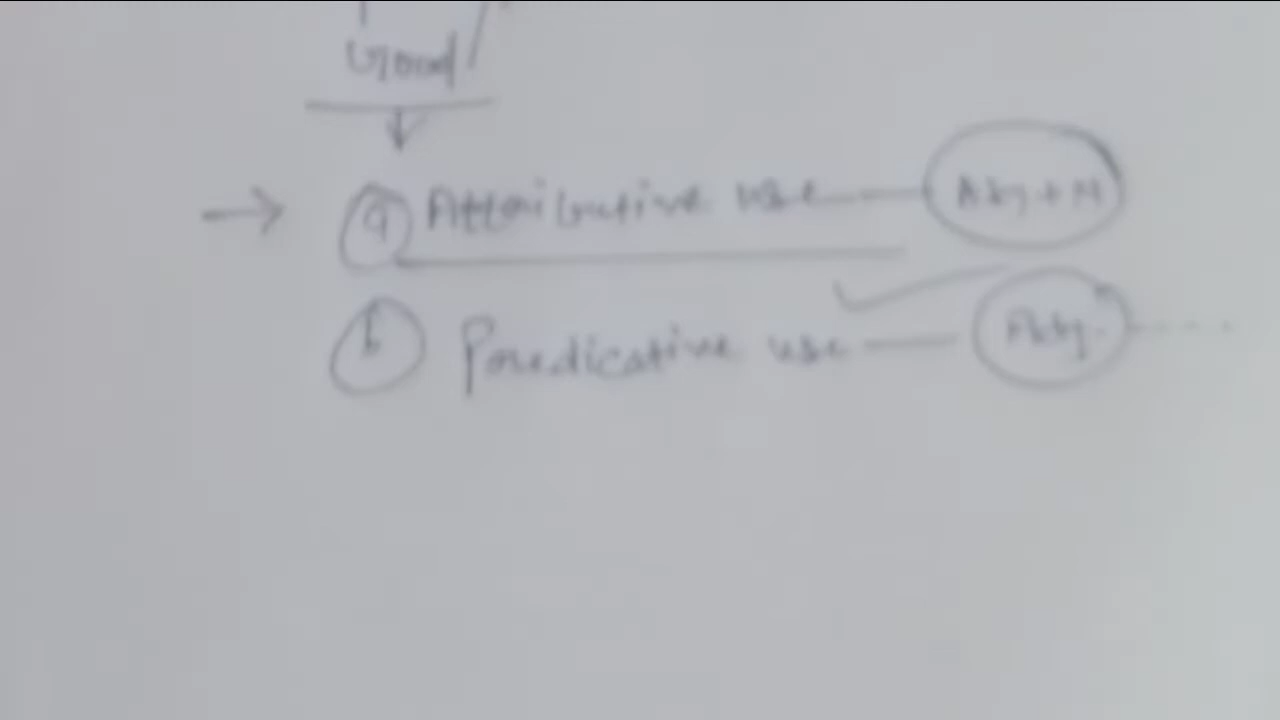 Good/
→ (a) Attributive use — Adj + N
(b) Predicative use — Adj. ....